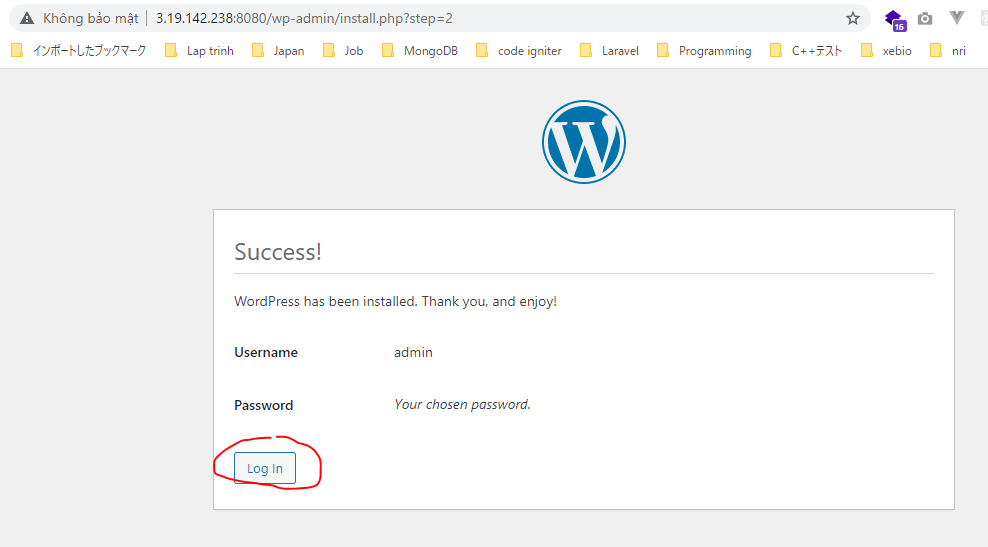 Không bảo mật 3.19.142.238:8080/wp-admin/install.php?step=2
16
インポートしたブックマーク Lap trinh Japan Job MongoDB code igniter Laravel Programming C++テスト xebio nri
Success!
WordPress has been installed. Thank you, and enjoy!
Username admin
Password Your chosen password.
Log In